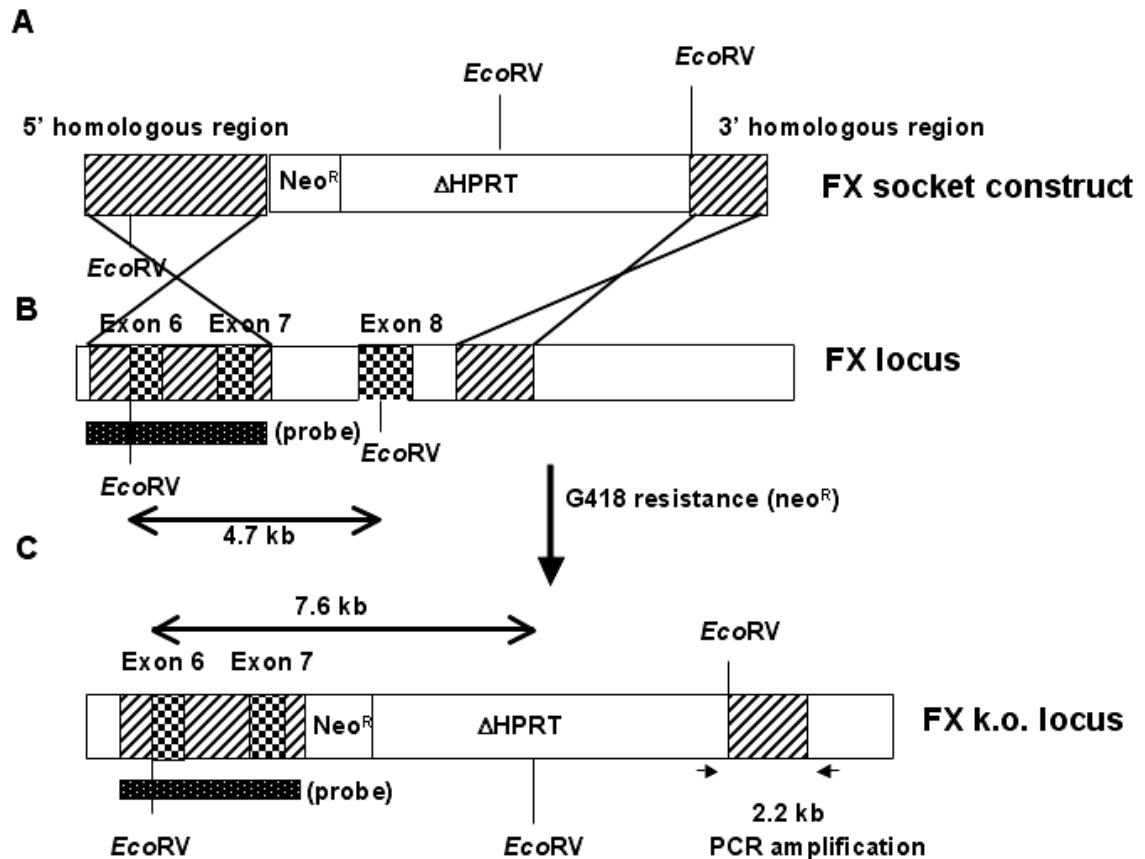 A
EcoRV
EcoRV
5' homologous region
3' homologous region
Neoᴿ
ΔHPRT
FX socket construct
EcoRV
B
Exon 6
Exon 7
Exon 8
FX locus
(probe)
EcoRV
EcoRV
G418 resistance (neoᴿ)
4.7 kb
C
7.6 kb
EcoRV
Exon 6
Exon 7
Neoᴿ
ΔHPRT
FX k.o. locus
(probe)
2.2 kb
EcoRV
EcoRV
PCR amplification